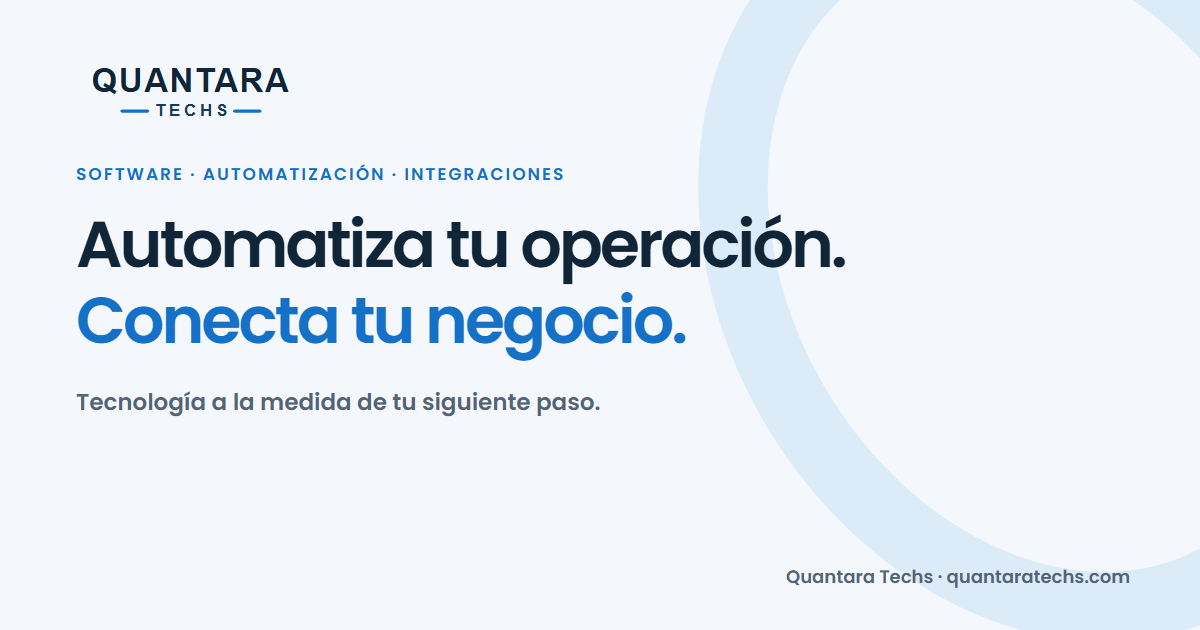 QUANTARA
TECHS
SOFTWARE · AUTOMATIZACIÓN · INTEGRACIONES
Automatiza tu operación.
Conecta tu negocio.
Tecnología a la medida de tu siguiente paso.
Quantara Techs · quantaratechs.com